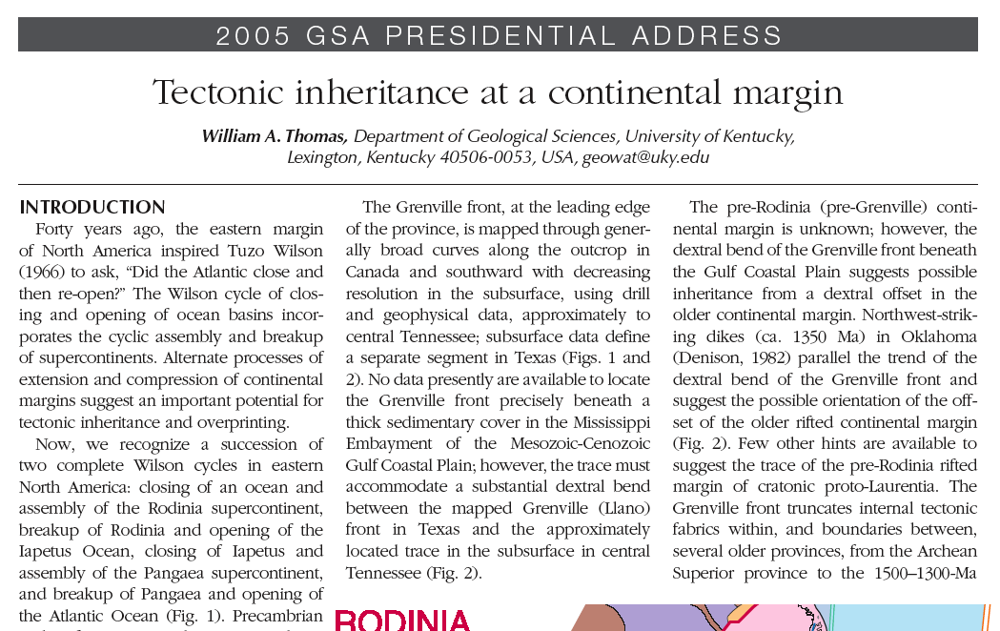 2005 GSA PRESIDENTIAL ADDRESS
Tectonic inheritance at a continental margin
William A. Thomas, Department of Geological Sciences, University of Kentucky,
Lexington, Kentucky 40506-0053, USA, geowat@uky.edu
INTRODUCTION
Forty years ago, the eastern margin
of North America inspired Tuzo Wilson
(1966) to ask, “Did the Atlantic close and
then re-open?” The Wilson cycle of clos-
ing and opening of ocean basins incor-
porates the cyclic assembly and breakup
of supercontinents. Alternate processes of
extension and compression of continental
margins suggest an important potential for
tectonic inheritance and overprinting.
Now, we recognize a succession of
two complete Wilson cycles in eastern
North America: closing of an ocean and
assembly of the Rodinia supercontinent,
breakup of Rodinia and opening of the
Iapetus Ocean, closing of Iapetus and
assembly of the Pangaea supercontinent,
and breakup of Pangaea and opening of
the Atlantic Ocean (Fig. 1). Precambrian
The Grenville front, at the leading edge
of the province, is mapped through gener-
ally broad curves along the outcrop in
Canada and southward with decreasing
resolution in the subsurface, using drill
and geophysical data, approximately to
central Tennessee; subsurface data define
a separate segment in Texas (Figs. 1 and
2). No data presently are available to locate
the Grenville front precisely beneath a
thick sedimentary cover in the Mississippi
Embayment of the Mesozoic-Cenozoic
Gulf Coastal Plain; however, the trace must
accommodate a substantial dextral bend
between the mapped Grenville (Llano)
front in Texas and the approximately
located trace in the subsurface in central
Tennessee (Fig. 2).
The pre-Rodinia (pre-Grenville) conti-
nental margin is unknown; however, the
dextral bend of the Grenville front beneath
the Gulf Coastal Plain suggests possible
inheritance from a dextral offset in the
older continental margin. Northwest-strik-
ing dikes (ca. 1350 Ma) in Oklahoma
(Denison, 1982) parallel the trend of the
dextral bend of the Grenville front and
suggest the possible orientation of the off-
set of the older rifted continental margin
(Fig. 2). Few other hints are available to
suggest the trace of the pre-Rodinia rifted
margin of cratonic proto-Laurentia. The
Grenville front truncates internal tectonic
fabrics within, and boundaries between,
several older provinces, from the Archean
Superior province to the 1500–1300-Ma
RODINIA